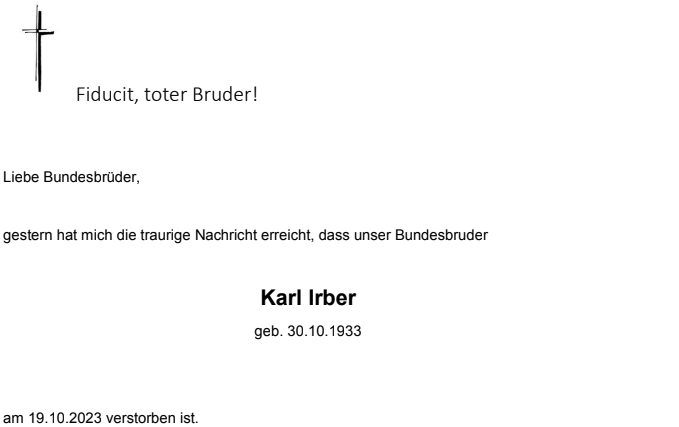 Fiducit, toter Bruder!
Liebe Bundesbrüder,
gestern hat mich die traurige Nachricht erreicht, dass unser Bundesbruder
Karl Irber
geb. 30.10.1933
am 19.10.2023 verstorben ist.